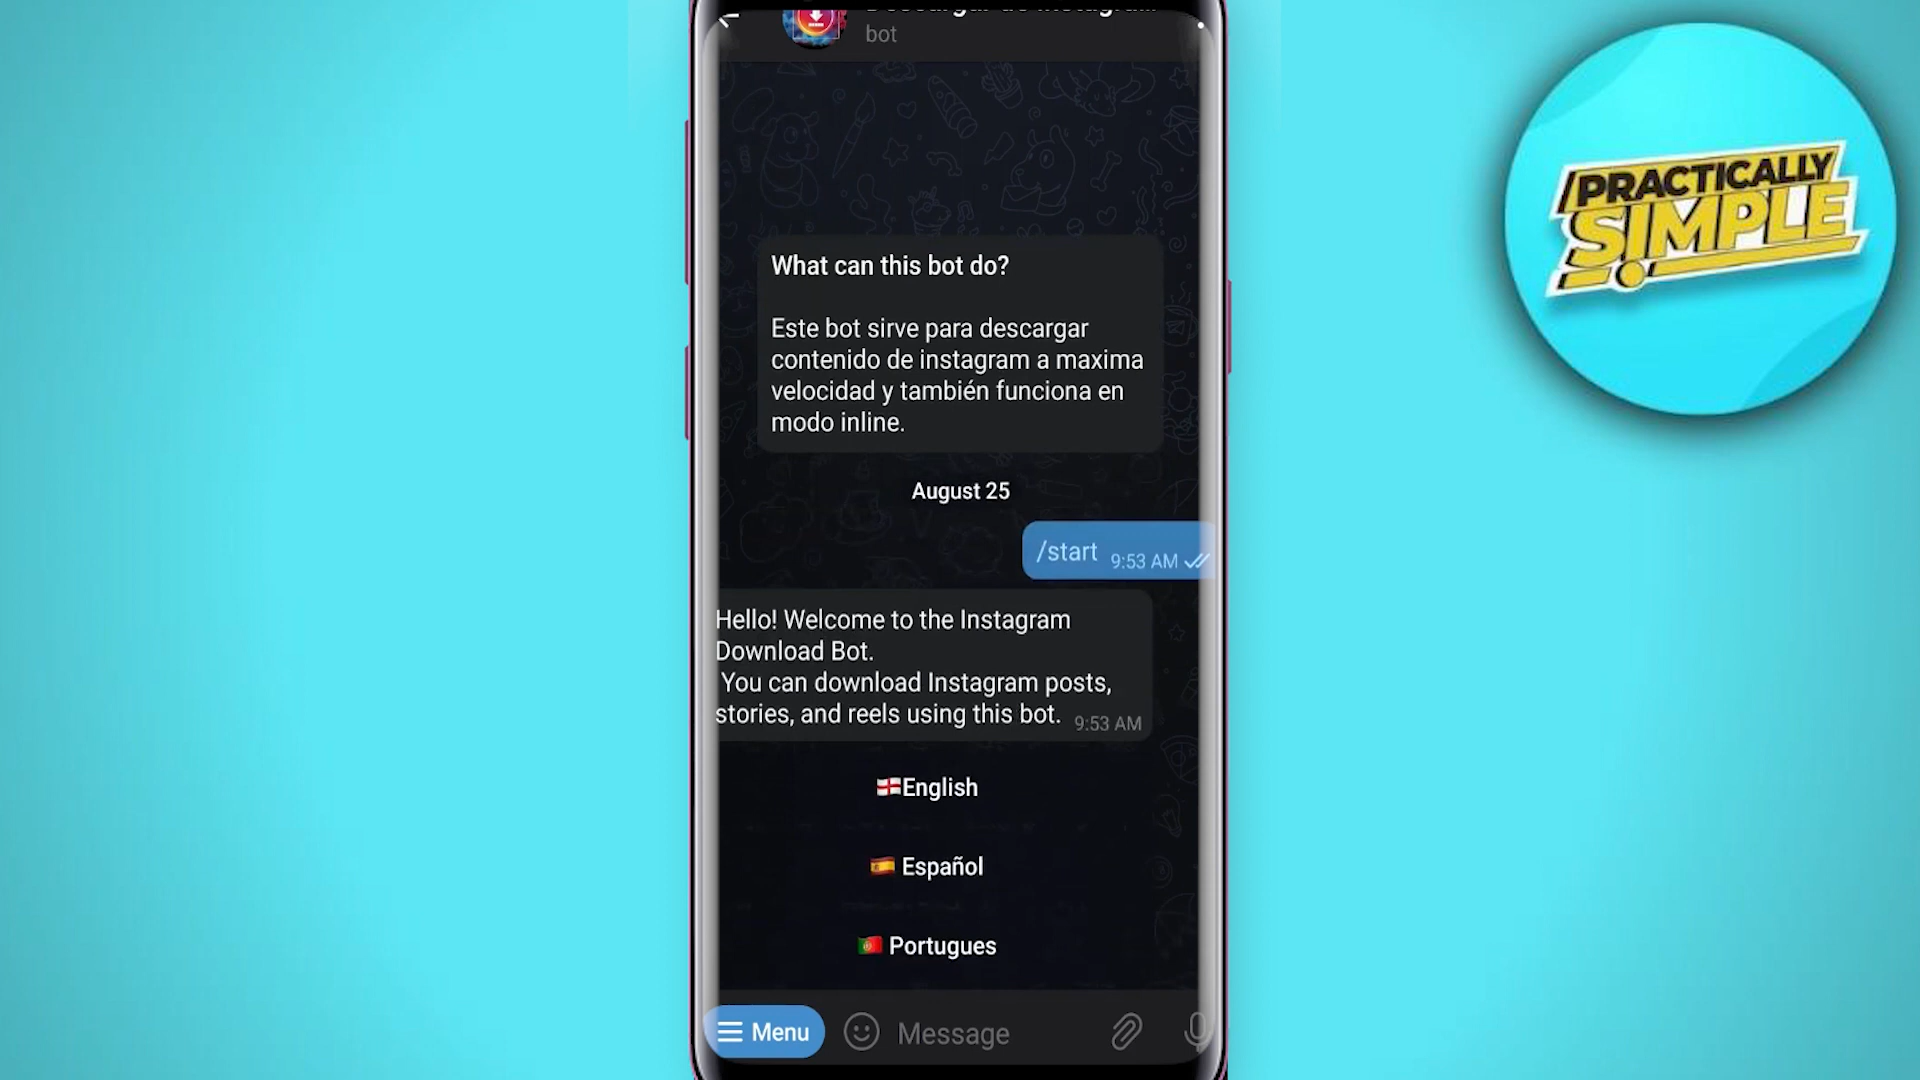 bot
PRACTICALLY
SIMPLE
What can this bot do?
Este bot sirve para descargar
contenido de instagram a maxima
velocidad y también funciona en
modo inline.
August 25
/start 9:53 AM
Hello! Welcome to the Instagram
Download Bot.
You can download Instagram posts,
stories, and reels using this bot. 9:53 AM
English
Español
Portugues
Menu Message